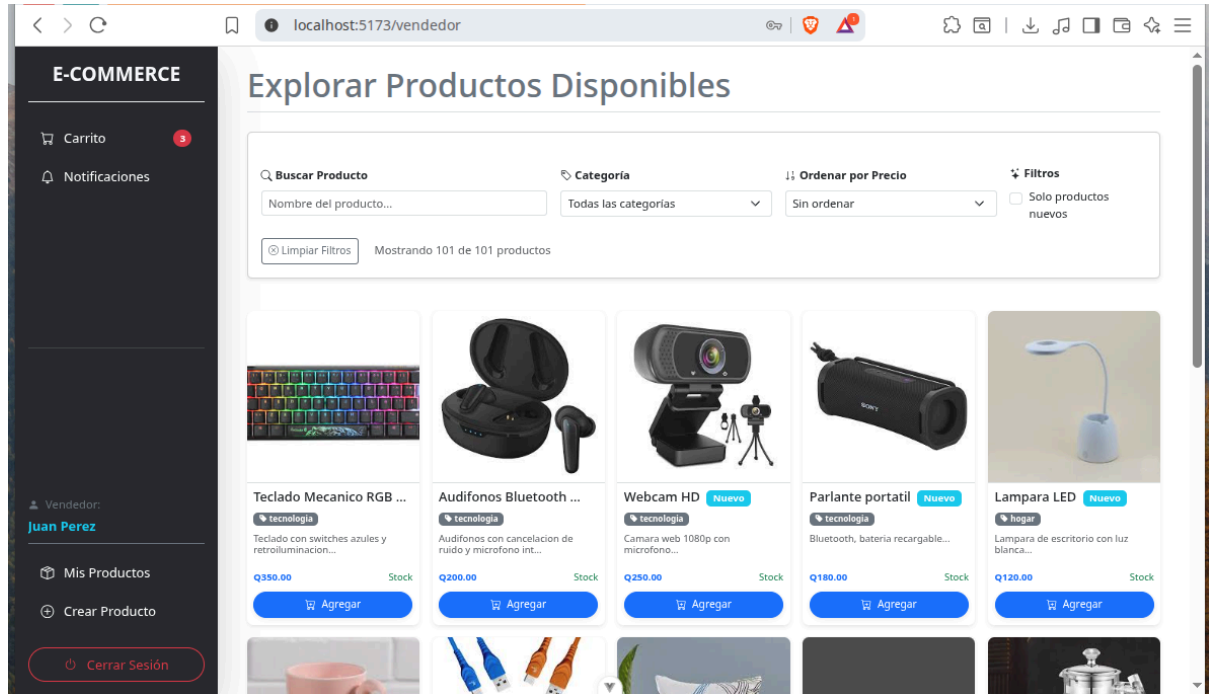 localhost:5173/vendedor
E-COMMERCE
Carrito
3
Notificaciones
Vendedor:
Juan Perez
Mis Productos
Crear Producto
Cerrar Sesión
Explorar Productos Disponibles
Buscar Producto
Nombre del producto...
Categoría
Todas las categorías
Ordenar por Precio
Sin ordenar
Filtros
Solo productos
nuevos
Limpiar Filtros
Mostrando 101 de 101 productos
Teclado Mecanico RGB ...
tecnologia
Teclado con switches azules y
retroiluminacion...
Q350.00
Stock
Agregar
Audifonos Bluetooth ...
tecnologia
Audifonos con cancelacion de
ruido y microfono int...
Q200.00
Stock
Agregar
Webcam HD
Nuevo
tecnologia
Camara web 1080p con
microfono...
Q250.00
Stock
Agregar
SONY
Parlante portatil
Nuevo
tecnologia
Bluetooth, bateria recargable...
Q180.00
Stock
Agregar
Lampara LED
Nuevo
hogar
Lampara de escritorio con luz
blanca...
Q120.00
Stock
Agregar